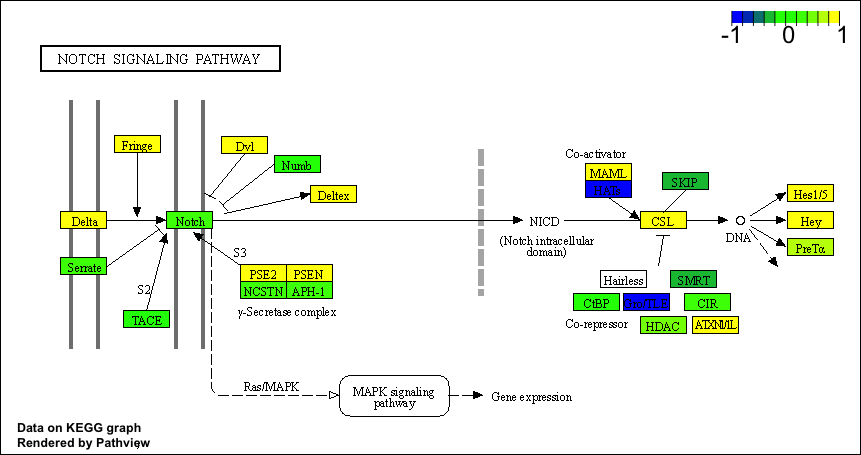 -1 0 1
NOTCH SIGNALING PATHWAY
Fringe
Dvl
Numb
Deltex
Delta
Notch
Serrate
S2
TACE
S3
PSE2 PSEN
NCSTN APH-1
γ-Secretase complex
Co-activator
MAML
HATs
SKIP
NICD
(Notch intracellular
domain)
CSL
DNA
Hes1/5
Hey
PreTα
Hairless
SMRT
CtBP
CIR
Co-repressor
HDAC
ATXN1/1L
Ras/MAPK
MAPK signaling
pathway
Gene expression
Data on KEGG graph
Rendered by Pathview